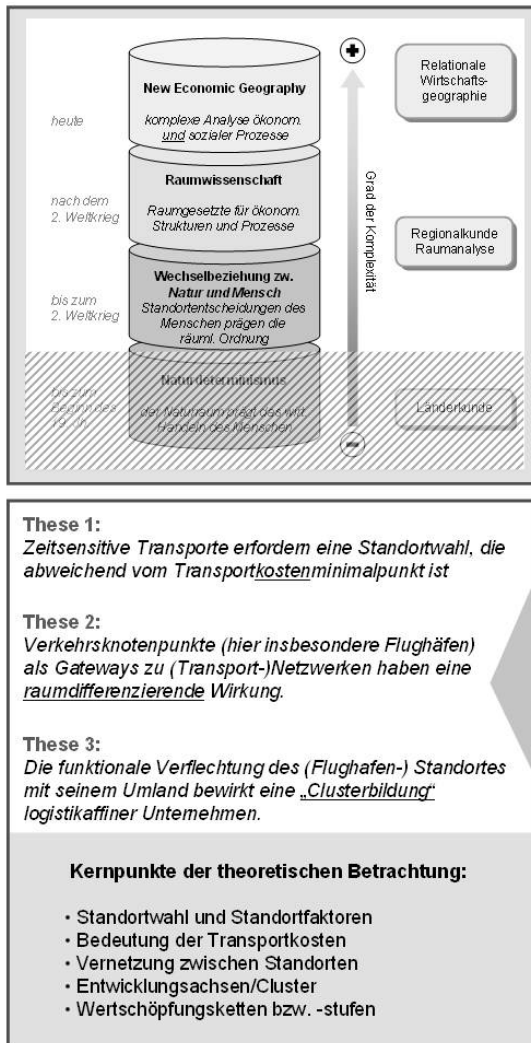 New Economic Geography
heute
komplexe Analyse ökonom.
und sozialer Prozesse
Relationale
Wirtschafts-
geographie
Raumwissenschaft
nach dem
2. Weltkrieg
Raumgesetzte für ökonom.
Strukturen und Prozesse
Grad der Komplexität
Regionalkunde
Raumanalyse
Wechselbeziehung zw.
Natur und Mensch
bis zum
2. Weltkrieg
Standortentscheidungen des
Menschen prägen die
räuml. Ordnung
Naturdeterminismus
bis zum
Beginn des
19. Jh.
der Naturraum prägt das wirt.
Handeln des Menschen
Länderkunde
These 1:
Zeitsensitive Transporte erfordern eine Standortwahl, die
abweichend vom Transportkostenminimalpunkt ist
These 2:
Verkehrsknotenpunkte (hier insbesondere Flughäfen)
als Gateways zu (Transport-)Netzwerken haben eine
raumdifferenzierende Wirkung.
These 3:
Die funktionale Verflechtung des (Flughafen-) Standortes
mit seinem Umland bewirkt eine „Clusterbildung“
logistikaffiner Unternehmen.
Kernpunkte der theoretischen Betrachtung:
• Standortwahl und Standortfaktoren
• Bedeutung der Transportkosten
• Vernetzung zwischen Standorten
• Entwicklungsachsen/Cluster
• Wertschöpfungsketten bzw. -stufen